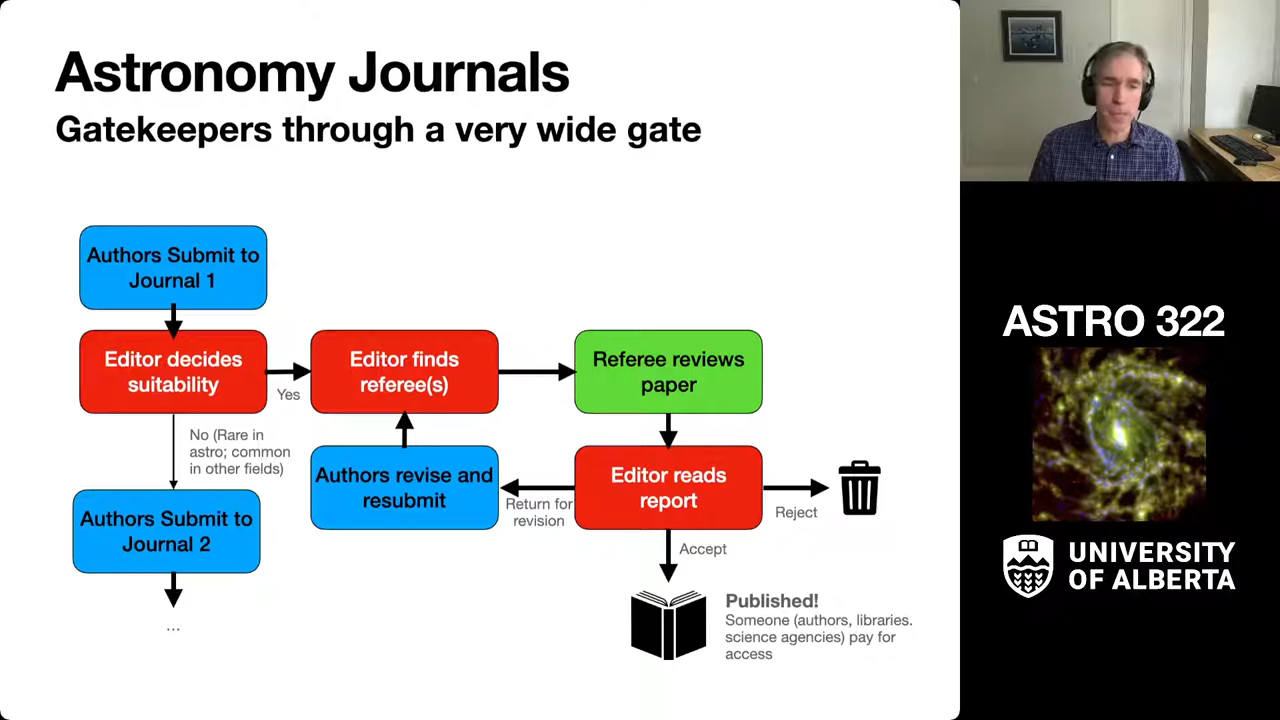 Astronomy Journals
Gatekeepers through a very wide gate
Authors Submit to
Journal 1
Editor decides
suitability
Yes
Editor finds
referee(s)
Referee reviews
paper
No (Rare in
astro; common
in other fields)
Authors revise and
resubmit
Return for
revision
Editor reads
report
Reject
Authors Submit to
Journal 2
...
Accept
Published!
Someone (authors, libraries.
science agencies) pay for
access
ASTRO 322
UNIVERSITY
OF ALBERTA